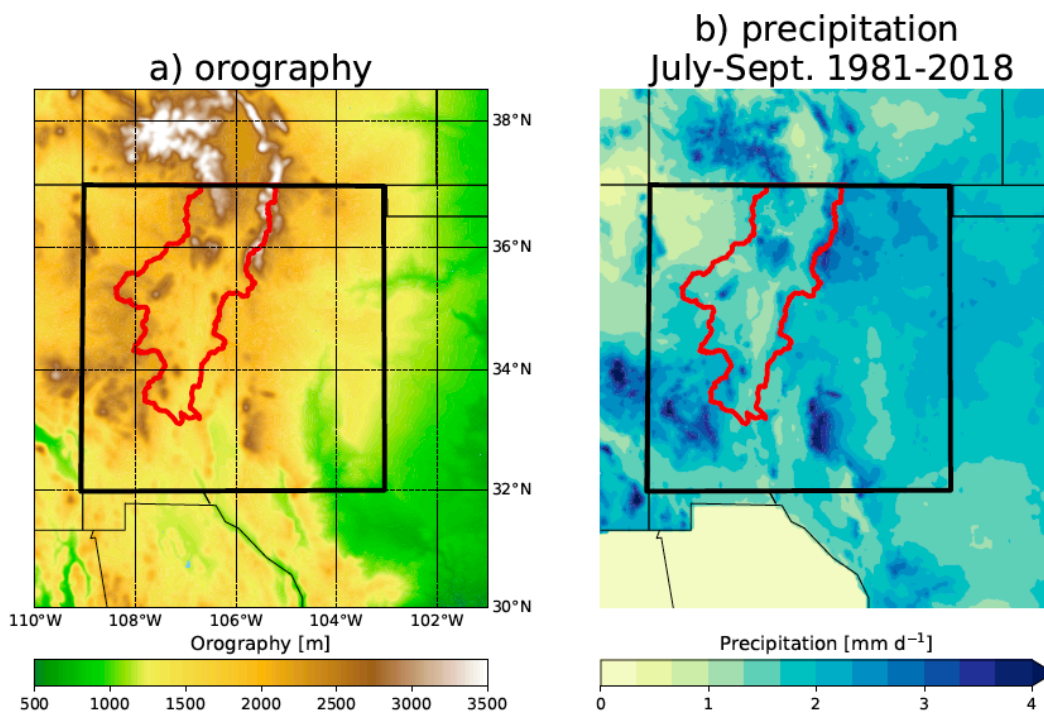 a) orography
b) precipitation
July-Sept. 1981-2018
38°N
36°N
34°N
32°N
30°N
110°W 108°W 106°W 104°W 102°W
Orography [m]
500 1000 1500 2000 2500 3000 3500
Precipitation [mm d⁻¹]
0 1 2 3 4